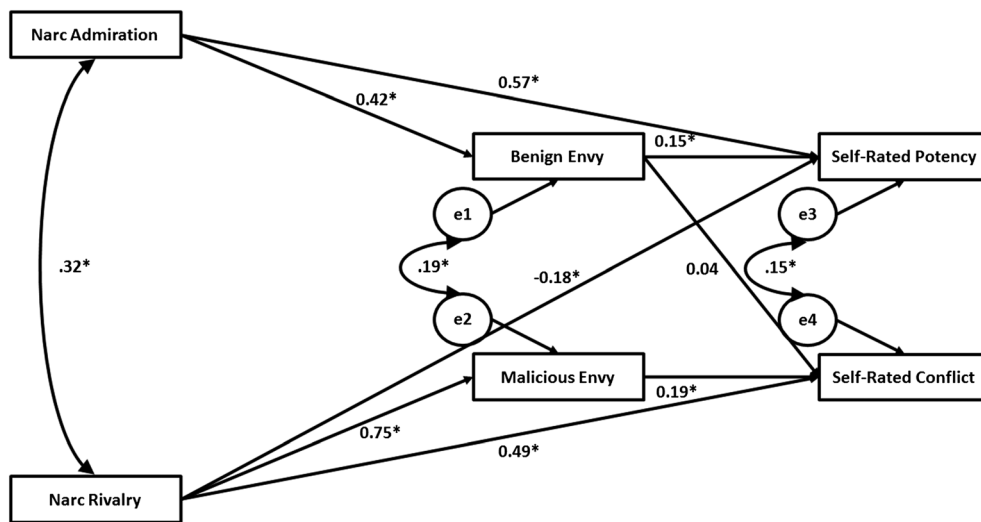 Narc Admiration
0.57*
0.42*
Benign Envy
0.15*
Self-Rated Potency
e1
e3
.32*
.19*
-0.18*
0.04
.15*
e2
e4
Malicious Envy
0.19*
Self-Rated Conflict
0.75*
0.49*
Narc Rivalry